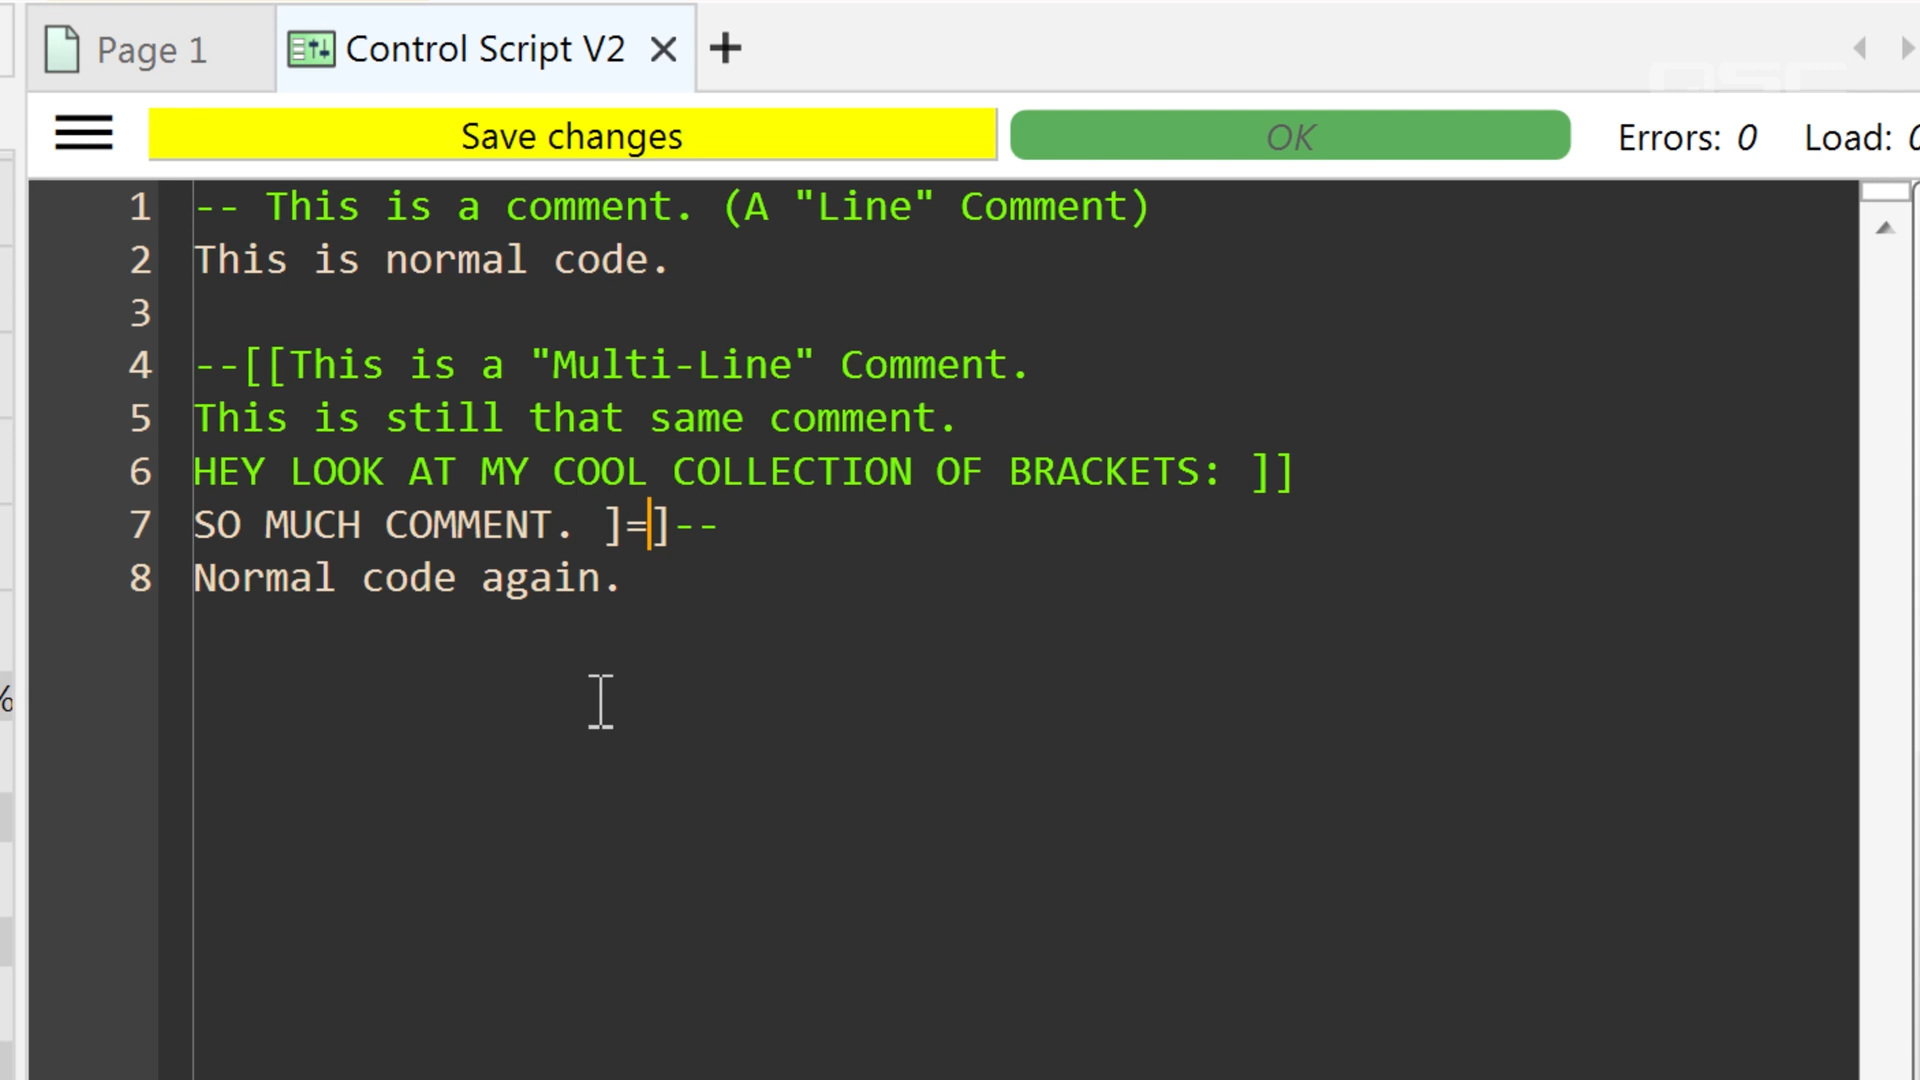 Page 1
Control Script V2
Save changes
OK
Errors: 0
Load:
QSC
1 -- This is a comment. (A "Line" Comment)
2 This is normal code.
3
4 --[[This is a "Multi-Line" Comment.
5 This is still that same comment.
6 HEY LOOK AT MY COOL COLLECTION OF BRACKETS: ]]
7 SO MUCH COMMENT. ]=]--
8 Normal code again.
%